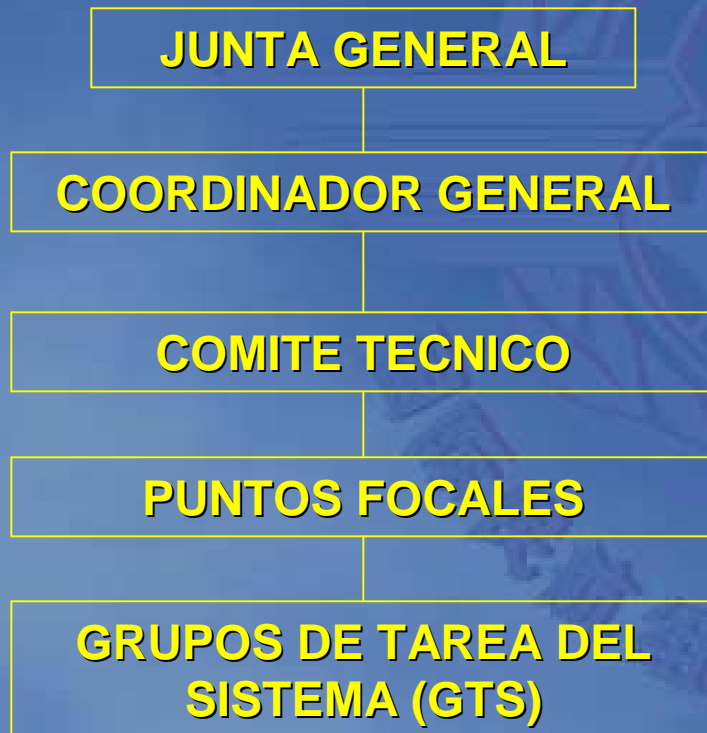 JUNTA GENERAL
COORDINADOR GENERAL
COMITE TECNICO
PUNTOS FOCALES
GRUPOS DE TAREA DEL
SISTEMA (GTS)